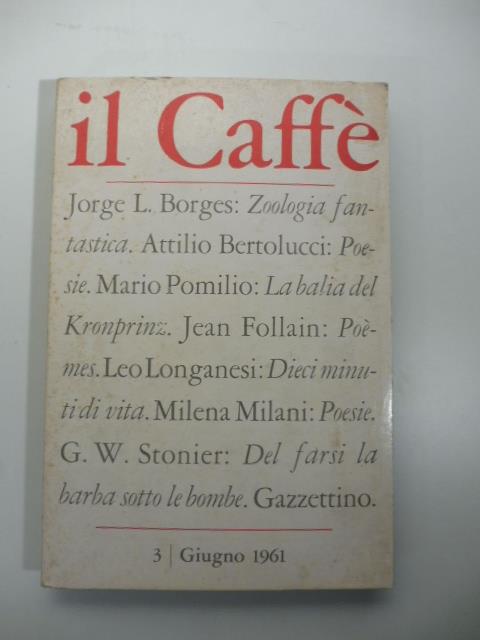 il Caffè
Jorge L. Borges: Zoologia fan-
tastica. Attilio Bertolucci: Poe-
sie. Mario Pomilio: La balia del
Kronprinz. Jean Follain: Poè-
mes. Leo Longanesi: Dieci minu-
ti di vita. Milena Milani: Poesie.
G. W. Stonier: Del farsi la
barba sotto le bombe. Gazzettino.
3 | Giugno 1961